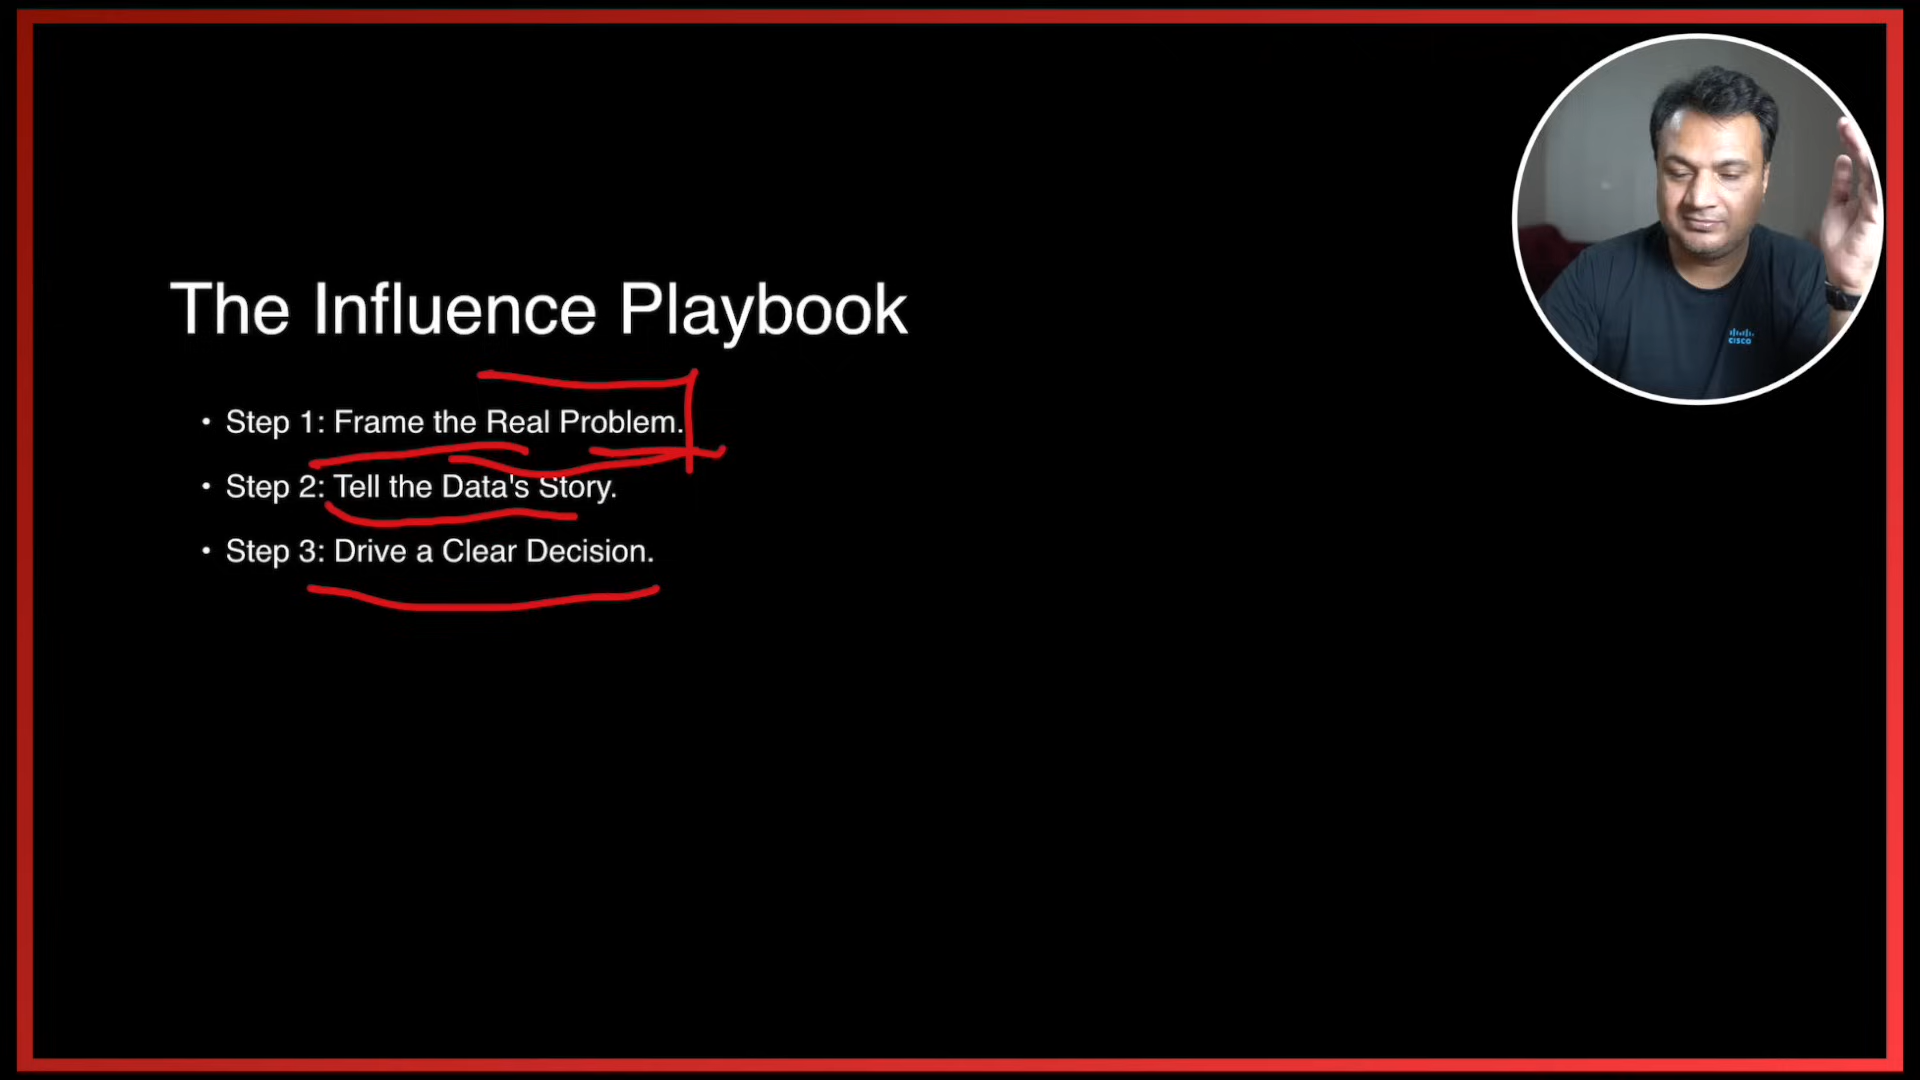 The Influence Playbook
• Step 1: Frame the Real Problem.
• Step 2: Tell the Data's Story.
• Step 3: Drive a Clear Decision.
CISCO